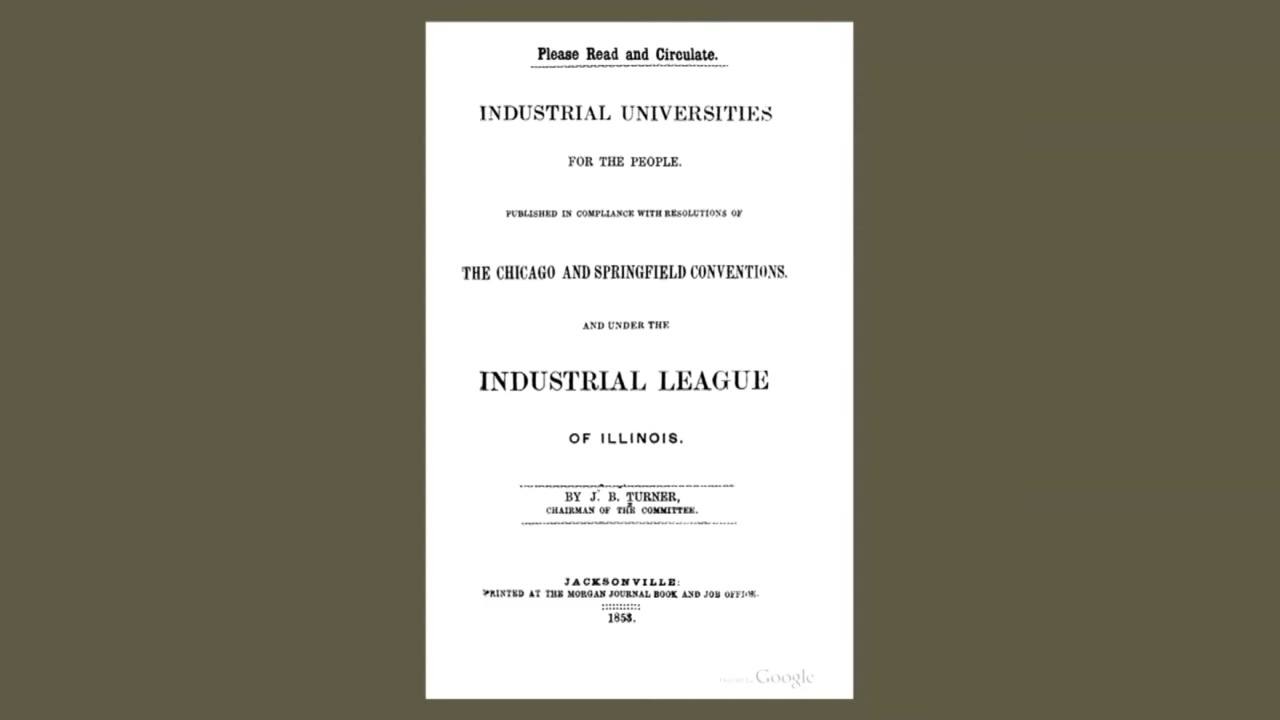 Please Read and Circulate.
INDUSTRIAL UNIVERSITIES
FOR THE PEOPLE.
PUBLISHED IN COMPLIANCE WITH RESOLUTIONS OF
THE CHICAGO AND SPRINGFIELD CONVENTIONS.
AND UNDER THE
INDUSTRIAL LEAGUE
OF ILLINOIS.
BY J. B. TURNER,
CHAIRMAN OF THE COMMITTEE.
JACKSONVILLE:
PRINTED AT THE MORGAN JOURNAL BOOK AND JOB OFFICE.
1853.
Google